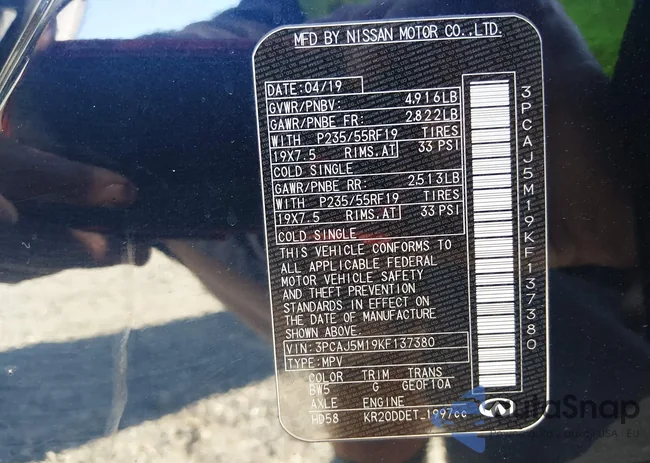 MFD BY NISSAN MOTOR CO.,LTD.
DATE:04/19
GVWR/PNBV: 4.916LB
GAWR/PNBE FR: 2.822LB
WITH P235/55RF19 TIRES
19X7.5 RIMS.AT 33 PSI
COLD SINGLE
GAWR/PNBE RR: 2.513LB
WITH P235/55RF19 TIRES
19X7.5 RIMS.AT 33 PSI
COLD SINGLE
THIS VEHICLE CONFORMS TO
ALL APPLICABLE FEDERAL
MOTOR VEHICLE SAFETY
AND THEFT PREVENTION
STANDARDS IN EFFECT ON
THE DATE OF MANUFACTURE
SHOWN ABOVE.
VIN:3PCAJ5M19KF137380
TYPE:MPV
COLOR TRIM TRANS
BW5 G GE0F10A
AXLE ENGINE
HD58 KR20DDET 1997cc
3PCAJ5M19KF137380
AutaSnap